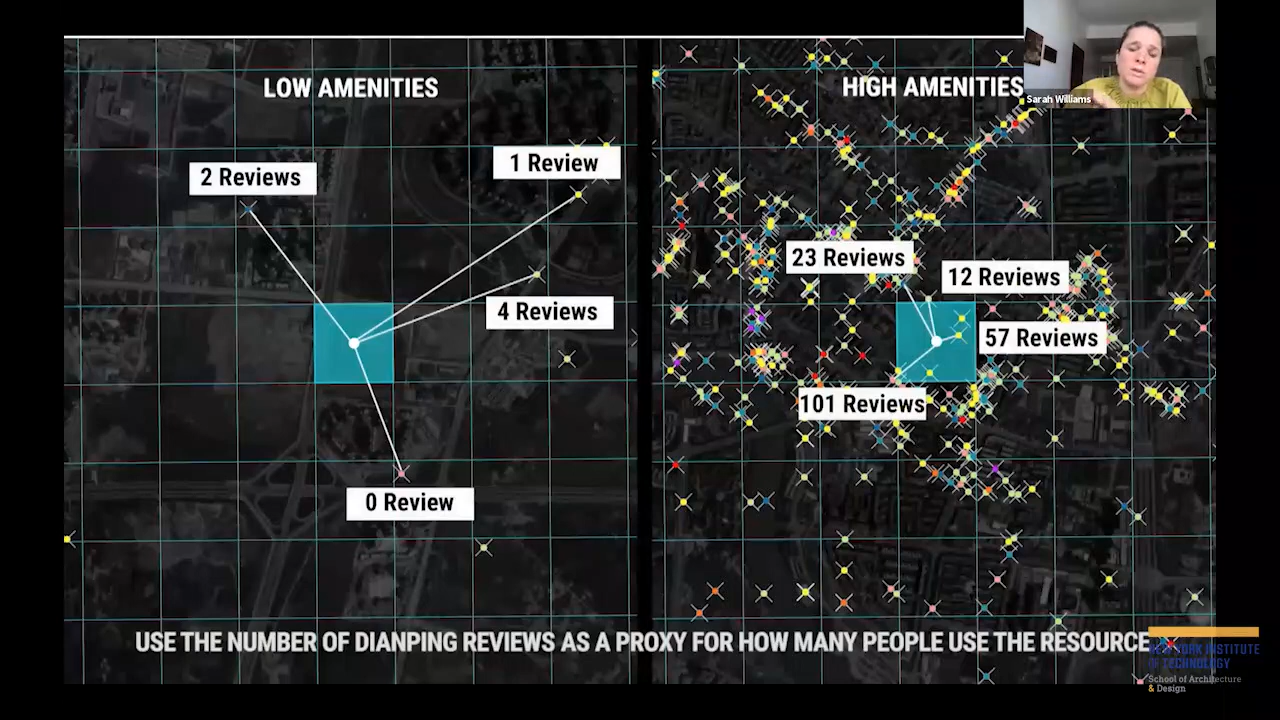 LOW AMENITIES
HIGH AMENITIES
Sarah Williams
2 Reviews
1 Review
4 Reviews
0 Review
23 Reviews
12 Reviews
57 Reviews
101 Reviews
USE THE NUMBER OF DIANPING REVIEWS AS A PROXY FOR HOW MANY PEOPLE USE THE RESOURCE
NEW YORK INSTITUTE
OF TECHNOLOGY
School of Architecture
& Design